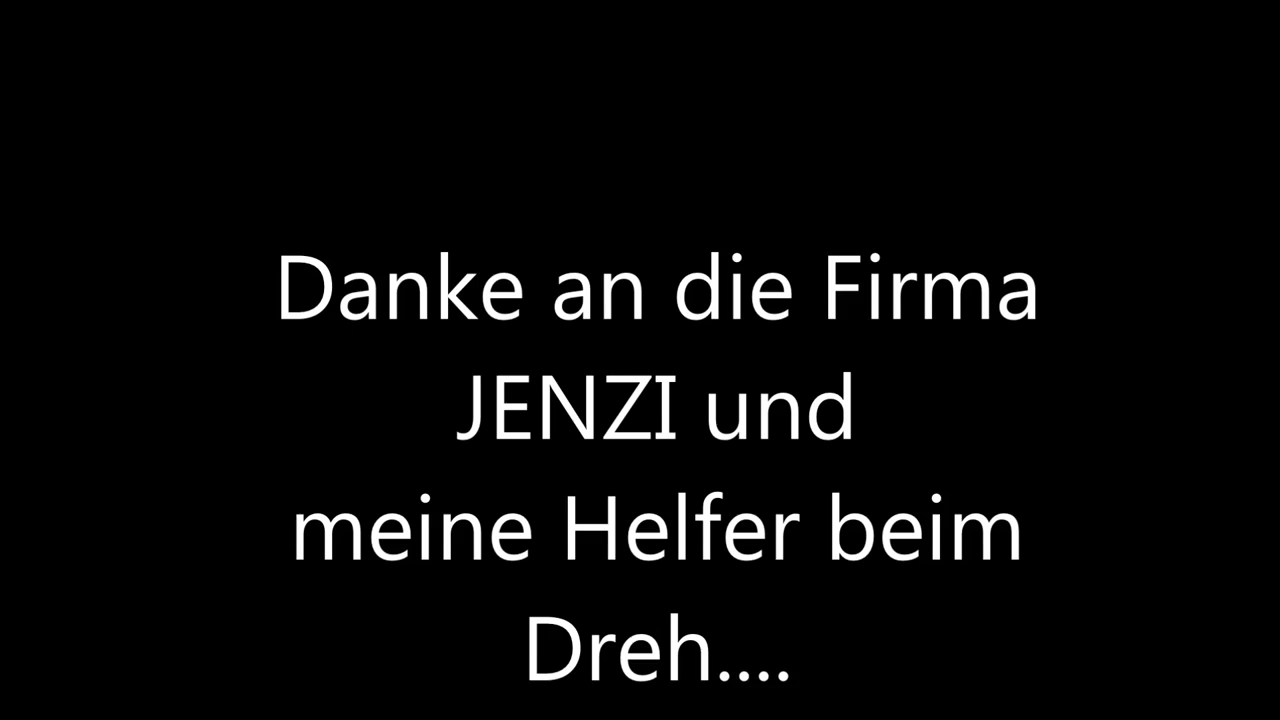 Danke an die Firma
JENZI und
meine Helfer beim
Dreh....